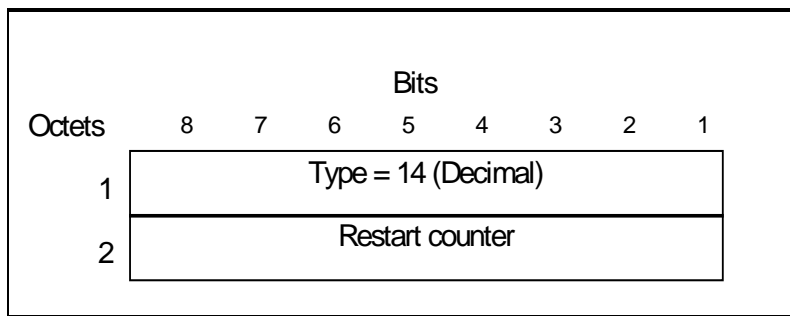 Bits
Octets 8 7 6 5 4 3 2 1
1 Type = 14 (Decimal)
2 Restart counter